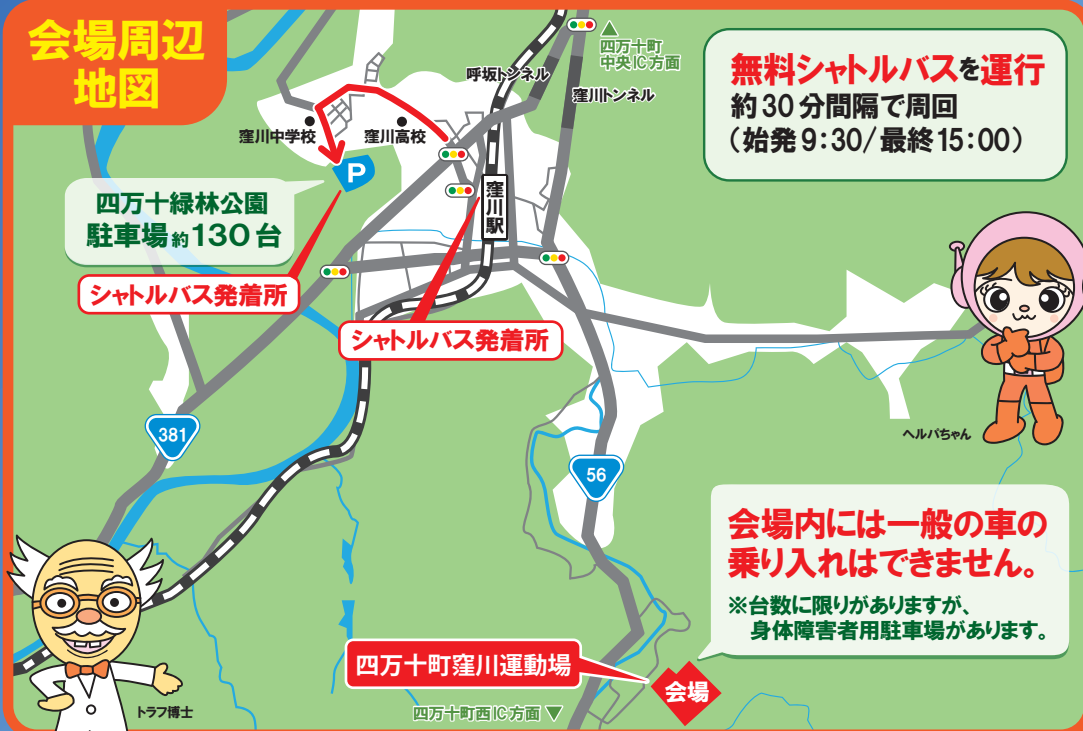 会場周辺
地図
四万十町
中央IC方面
呼坂トンネル
窪川トンネル
無料シャトルバスを運行
約30分間隔で周回
(始発9:30/最終15:00)
窪川中学校
窪川高校
P
窪川駅
四万十緑林公園
駐車場約130台
シャトルバス発着所
シャトルバス発着所
381
56
ヘルパちゃん
会場内には一般の車の
乗り入れはできません。
※台数に限りがありますが、
身体障害者用駐車場があります。
四万十町窪川運動場
会場
トラフ博士
四万十町西IC方面